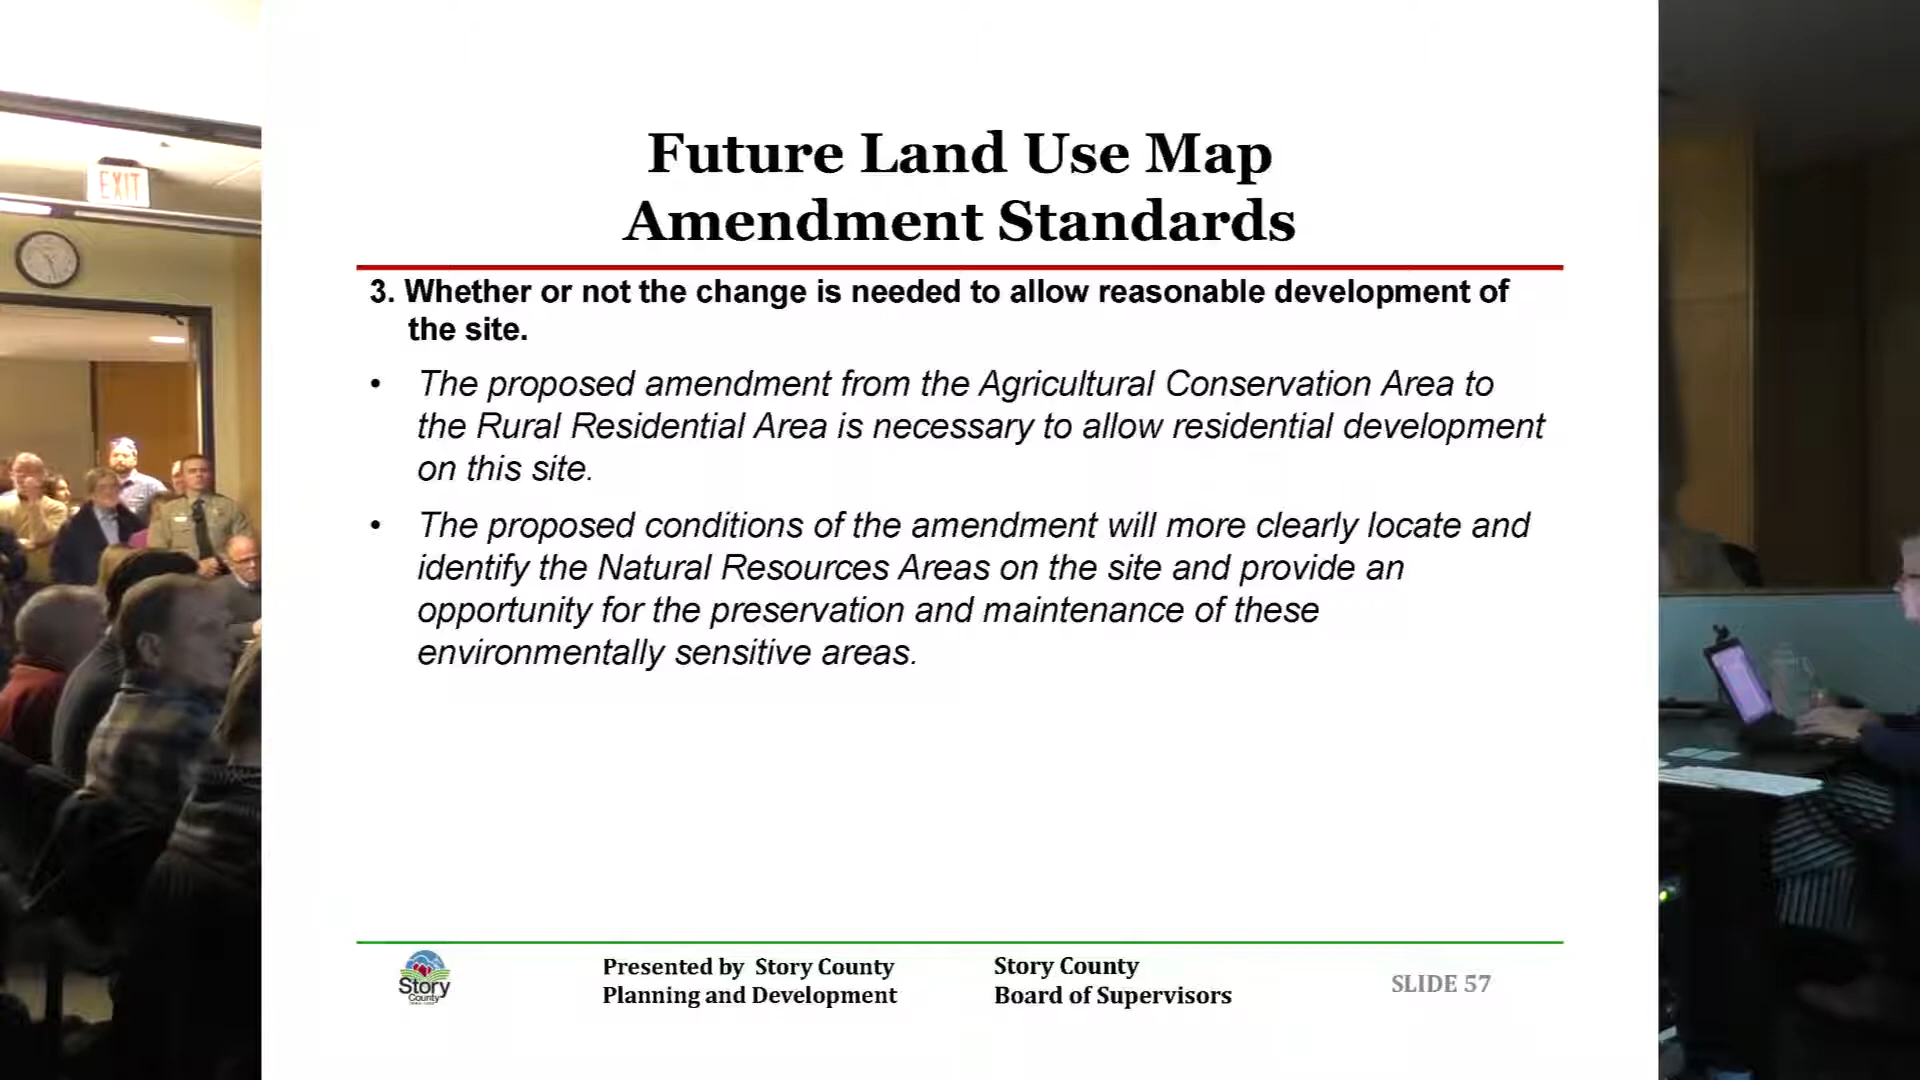 EXIT
Future Land Use Map
Amendment Standards
3. Whether or not the change is needed to allow reasonable development of
the site.
• The proposed amendment from the Agricultural Conservation Area to
the Rural Residential Area is necessary to allow residential development
on this site.
• The proposed conditions of the amendment will more clearly locate and
identify the Natural Resources Areas on the site and provide an
opportunity for the preservation and maintenance of these
environmentally sensitive areas.
Story
County
Presented by Story County
Planning and Development
Story County
Board of Supervisors
SLIDE 57